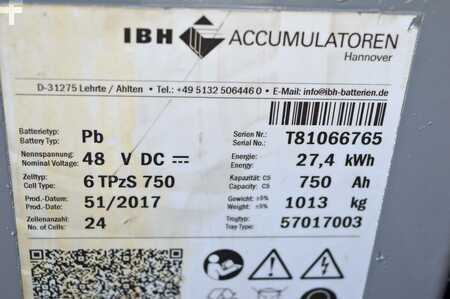 IBH ACCUMULATOREN
Hannover
D-31275 Lehrte / Ahlten • Tel.: +49 5132 506446 0 • E-Mail: info@ibh-batterien.de
Batterietyp: Pb Serien Nr.: T81066765
Battery Typ: Serial No.:
Nennspannung: 48 V DC Energie: 27,4 kWh
Nominal Voltage: Energy:
Zelltyp: 6 TPzS 750 Kapazität: C5 750 Ah
Cell Type: Capacity: C5
Prod.-Datum: 51/2017 Gewicht: ±5% 1013 kg
Prod.-Date: Weight: ±5%
Zellenanzahl: 24 Trogtyp: 57017003
No. of Cells: Tray Type: